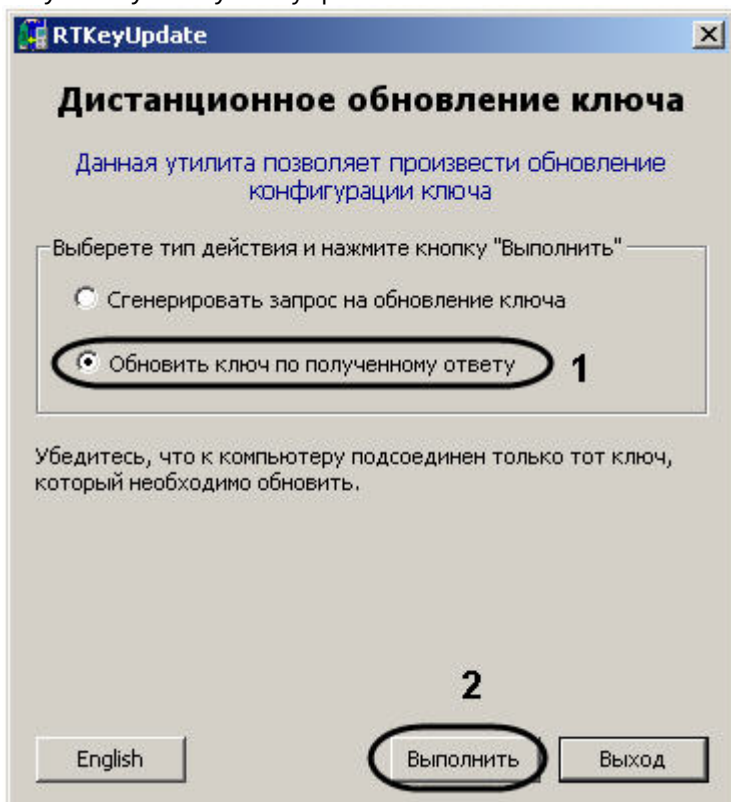 RTKeyUpdate
Дистанционное обновление ключа
Данная утилита позволяет произвести обновление
конфигурации ключа
Выберете тип действия и нажмите кнопку "Выполнить"
Сгенерировать запрос на обновление ключа
Обновить ключ по полученному ответу 1
Убедитесь, что к компьютеру подсоединен только тот ключ,
который необходимо обновить.
2
English Выполнить Выход